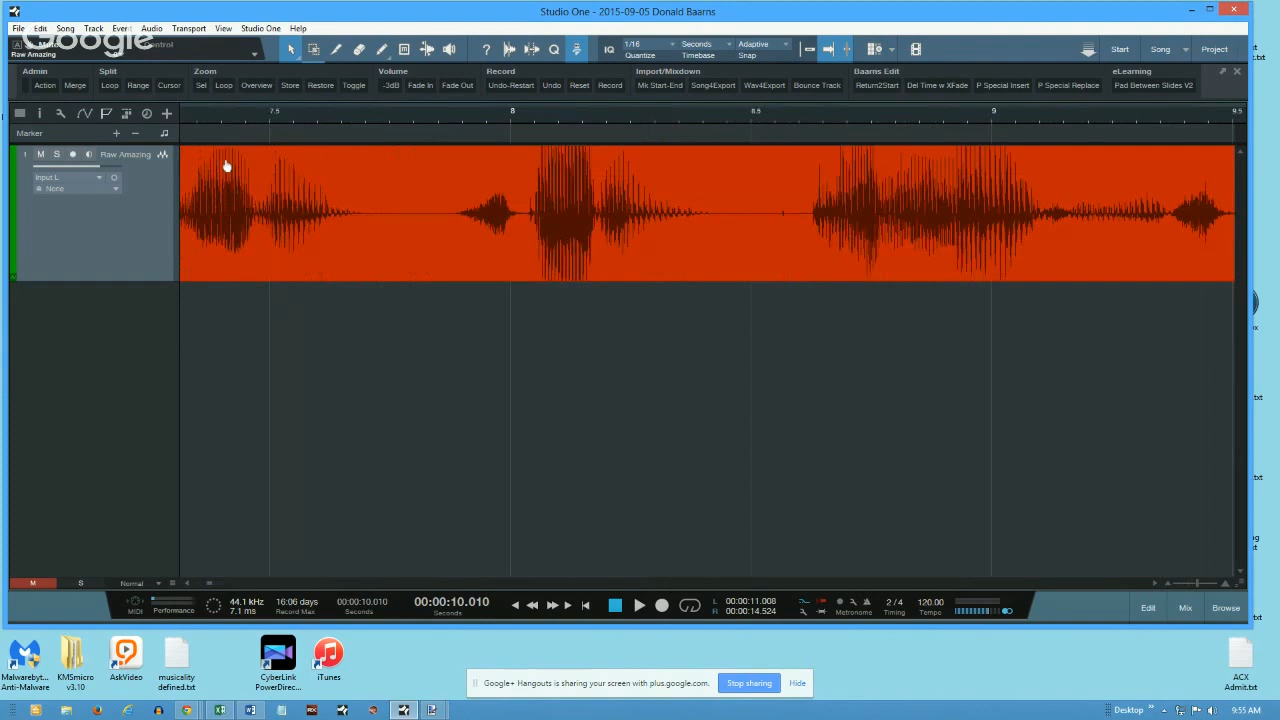 Studio One - 2015-09-05 Donald Baarns
File Edit Song Track Event Audio Transport View Studio One Help
Google
Control
Raw Amazing
IQ 1/16 Quantize Seconds Timebase Adaptive Snap Start Song Project
Admin Split Zoom Volume Record Import/Mixdown Baarns Edit eLearning
Action Merge Loop Range Cursor Sel Loop Overview Store Restore Toggle -3dB Fade In Fade Out Undo-Restart Undo Reset Record Mk Start-End Song4Export Wav4Export Bounce Track Return2Start Del Time w XFade P Special Insert P Special Replace Pad Between Slides V2
7.5 8 8.5 9 9.5
Marker
1 M S Raw Amazing
Input L
None
M S Normal
MIDI Performance 44.1 kHz 7.1 ms 16:06 days Record Max 00:00:10.010 Seconds 00:00:10.010 Seconds L 00:00:11.008 R 00:00:14.524 Metronome 2 / 4 Timing 120.00 Tempo Edit Mix Browse
Malwareb yt... Anti-Malware
KMSmicro v3.10
AskVideo
musicality defined.txt
CyberLink PowerDirec...
iTunes
ACX Admit.txt
Google+ Hangouts is sharing your screen with plus.google.com. Stop sharing Hide
Desktop 9:55 AM